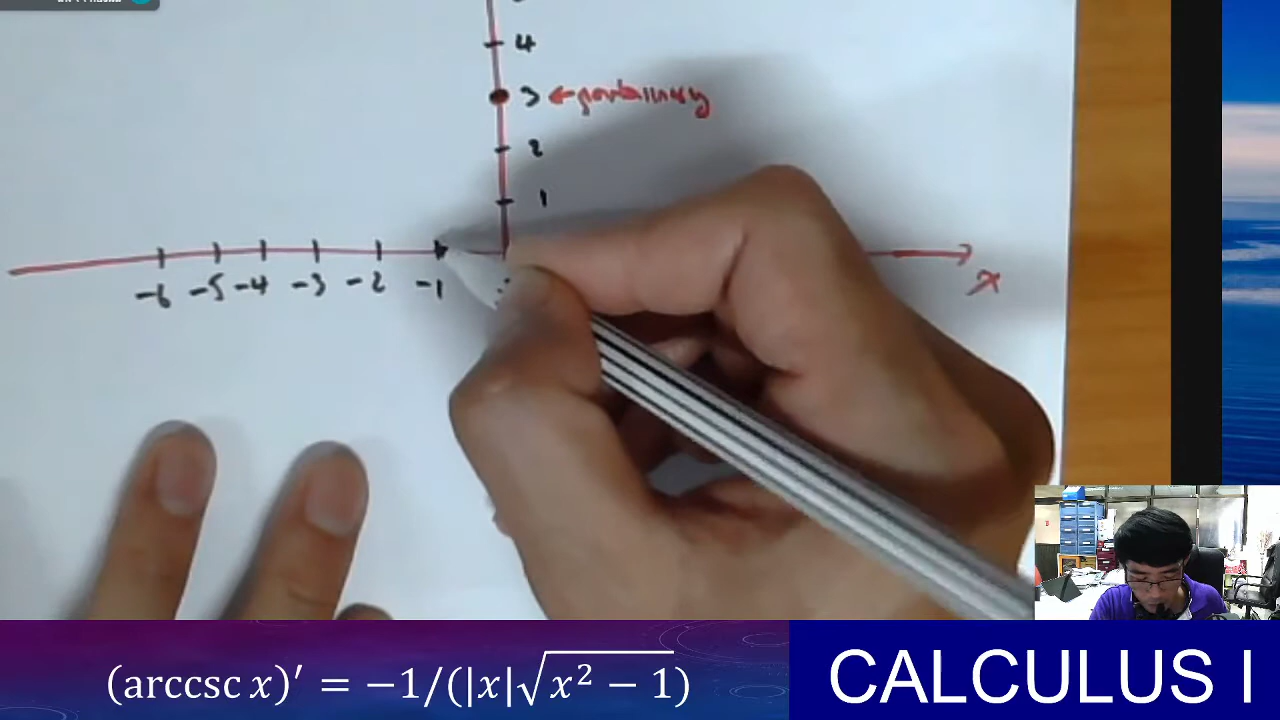 4
3 ←
2
1
-6 -5 -4 -3 -2 -1
x
(arccsc x)′ = −1/(|x|√(x² − 1))
CALCULUS I